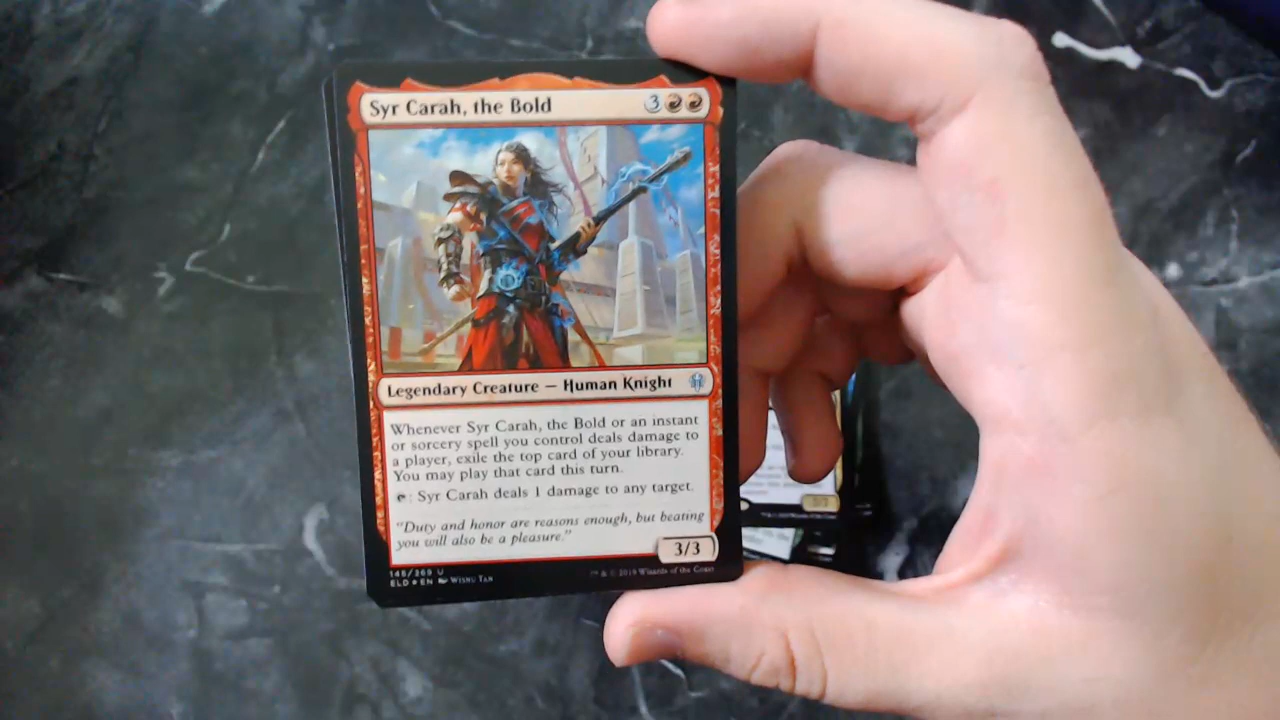 Syr Carah, the Bold 3
Legendary Creature — Human Knight
Whenever Syr Carah, the Bold or an instant
or sorcery spell you control deals damage to
a player, exile the top card of your library.
You may play that card this turn.
: Syr Carah deals 1 damage to any target.
"Duty and honor are reasons enough, but beating
you will also be a pleasure."
3/3
145/269 U
ELD EN Wisnu Tan
™ & © 2019 Wizards of the Coast